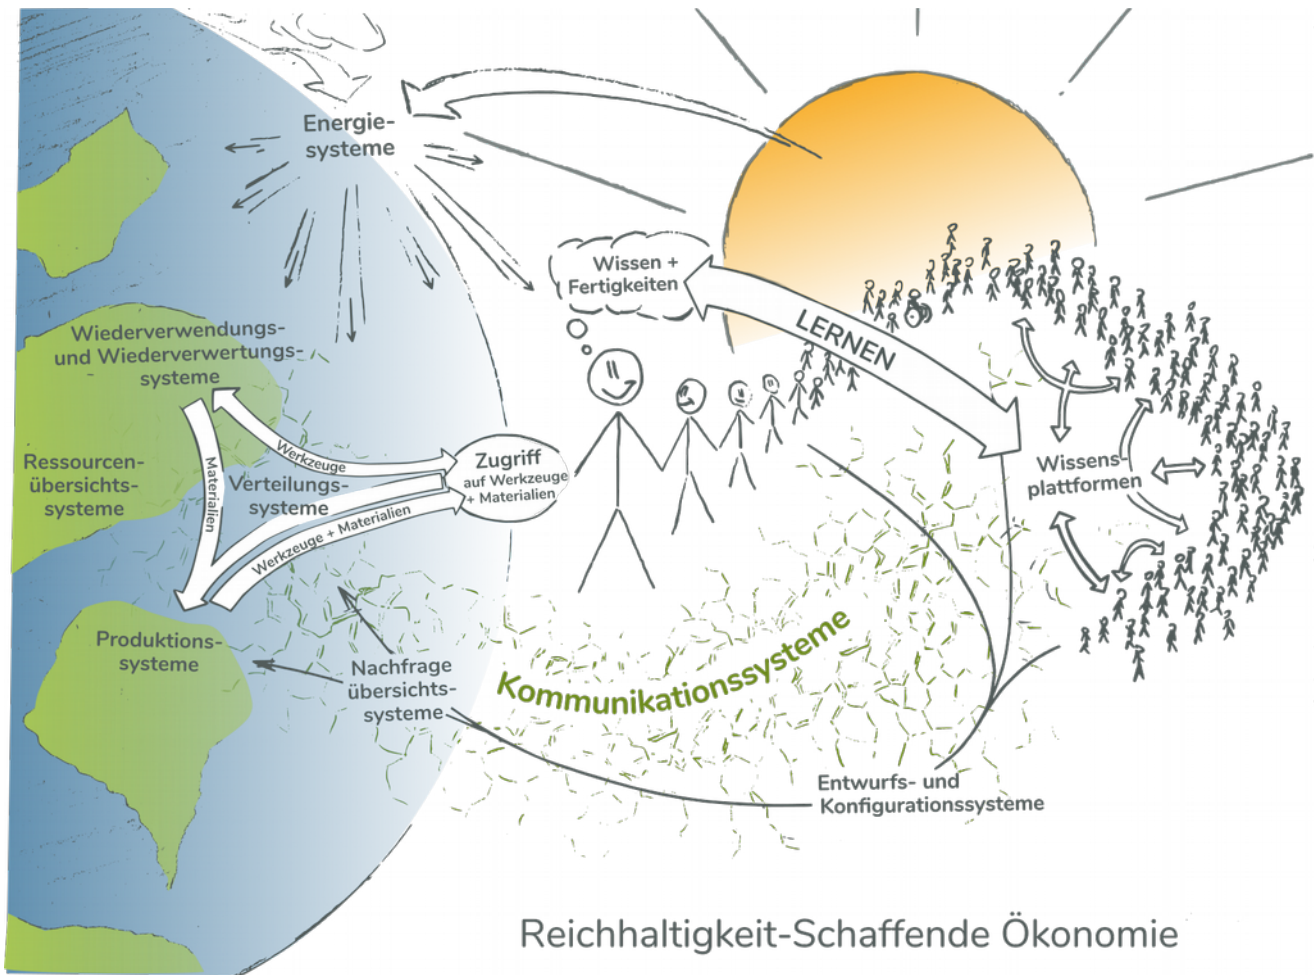 Energie-
systeme
Wissen +
Fertigkeiten
LERNEN
Wiederverwendungs-
und Wiederverwertungs-
systeme
Werkzeuge
Materialien
Ressourcen-
übersichts-
systeme
Verteilungs-
systeme
Werkzeuge + Materialien
Zugriff
auf Werkzeuge
+ Materialien
Wissens-
plattformen
Produktions-
systeme
Nachfrage
übersichts-
systeme
Kommunikationssysteme
Entwurfs- und
Konfigurationssysteme
Reichhaltigkeit-Schaffende Ökonomie